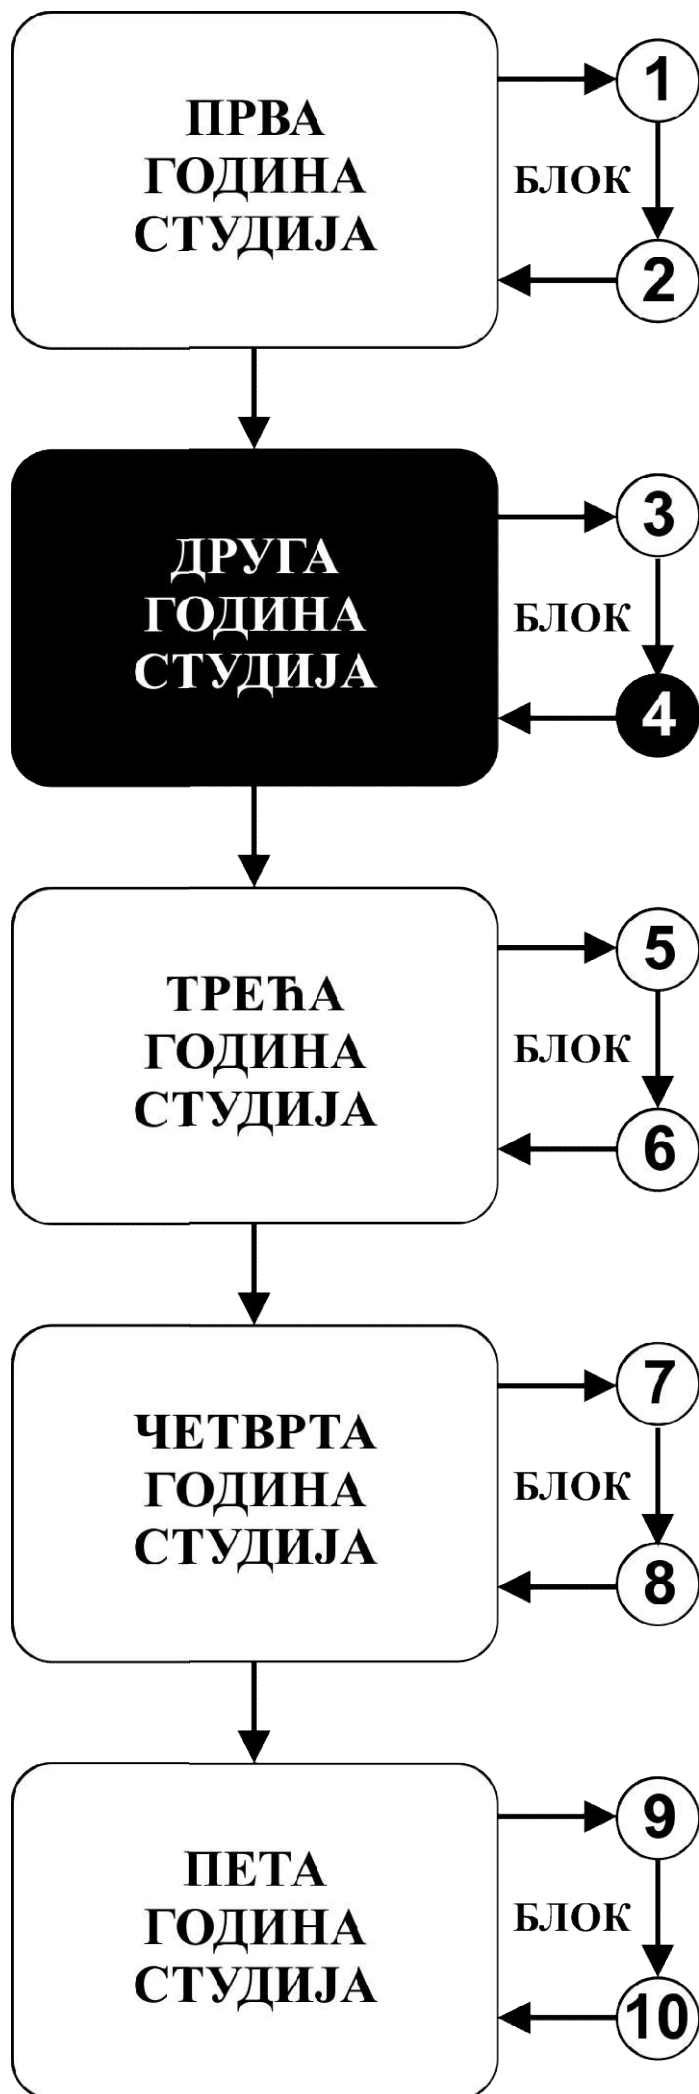 ПРВА
ГОДИНА
СТУДИЈА
1
БЛОК
2
ДРУГА
ГОДИНА
СТУДИЈА
3
БЛОК
4
ТРЕЋА
ГОДИНА
СТУДИЈА
5
БЛОК
6
ЧЕТВРТА
ГОДИНА
СТУДИЈА
7
БЛОК
8
ПЕТА
ГОДИНА
СТУДИЈА
9
БЛОК
10